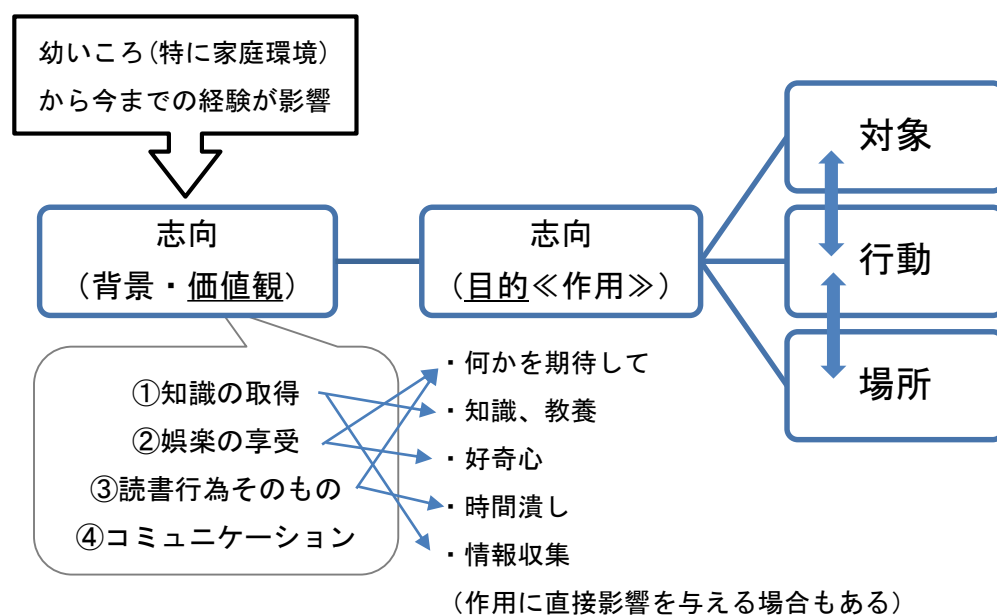 幼いころ(特に家庭環境)
から今までの経験が影響
志向
(背景・価値観)
志向
(目的≪作用≫)
対象
行動
場所
①知識の取得
②娯楽の享受
③読書行為そのもの
④コミュニケーション
・何かを期待して
・知識、教養
・好奇心
・時間潰し
・情報収集
(作用に直接影響を与える場合もある)